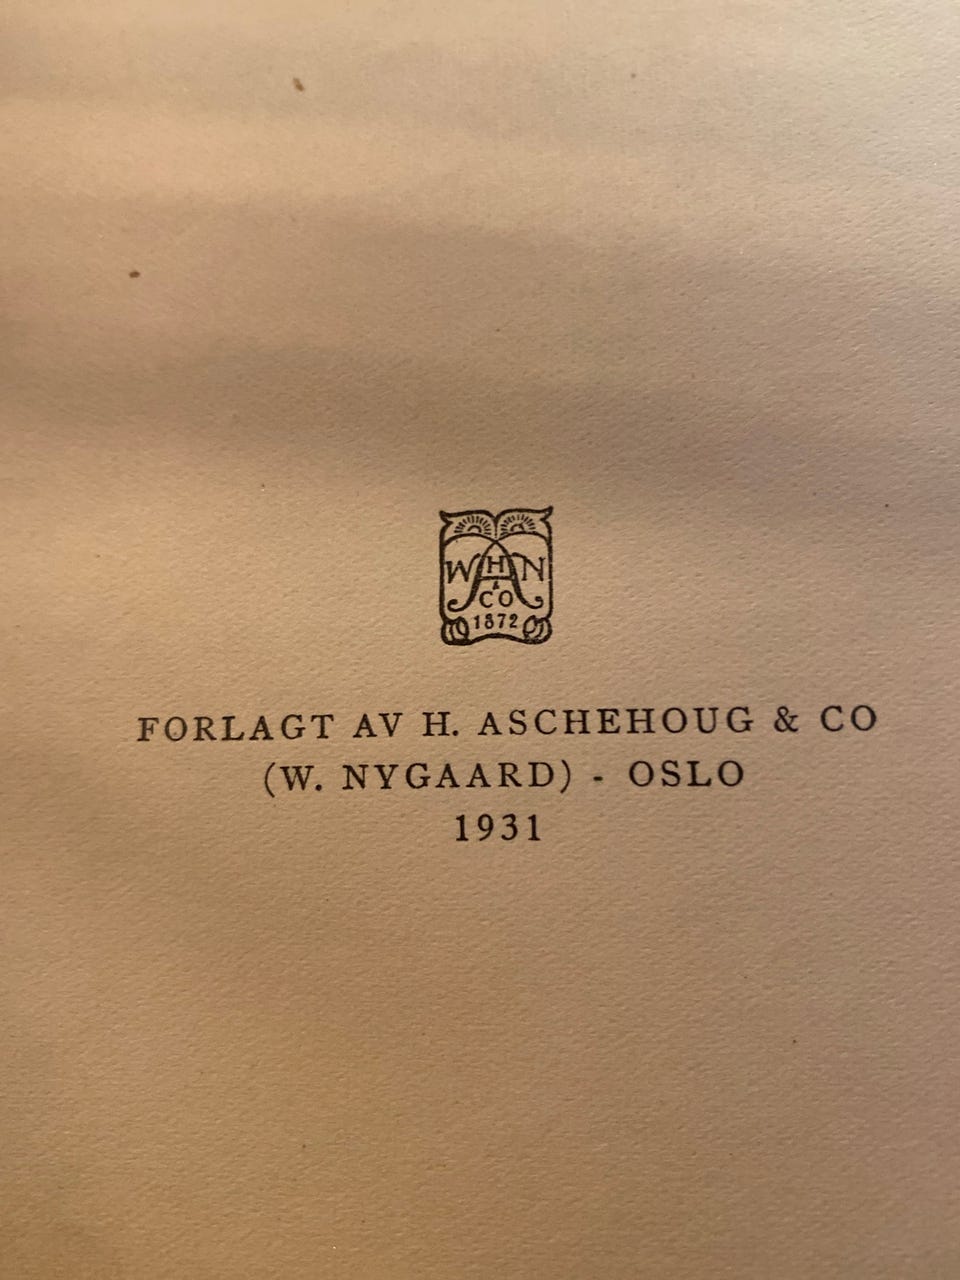 W H N
A
& CO
1872
FORLAGT AV H. ASCHEHOUG & CO
(W. NYGAARD) - OSLO
1931